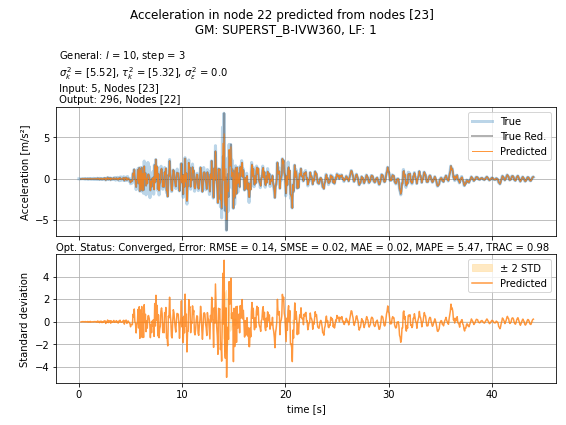 Acceleration in node 22 predicted from nodes [23]
GM: SUPERST_B-IVW360, LF: 1
General: l = 10, step = 3
σ²ₖ = [5.52], τ²ₖ = [5.32], σ²ε = 0.0
Input: 5, Nodes [23]
Output: 296, Nodes [22]
Acceleration [m/s²]
5
0
−5
True
True Red.
Predicted
Opt. Status: Converged, Error: RMSE = 0.14, SMSE = 0.02, MAE = 0.02, MAPE = 5.47, TRAC = 0.98
Standard deviation
4
2
0
−2
−4
± 2 STD
Predicted
0 10 20 30 40
time [s]